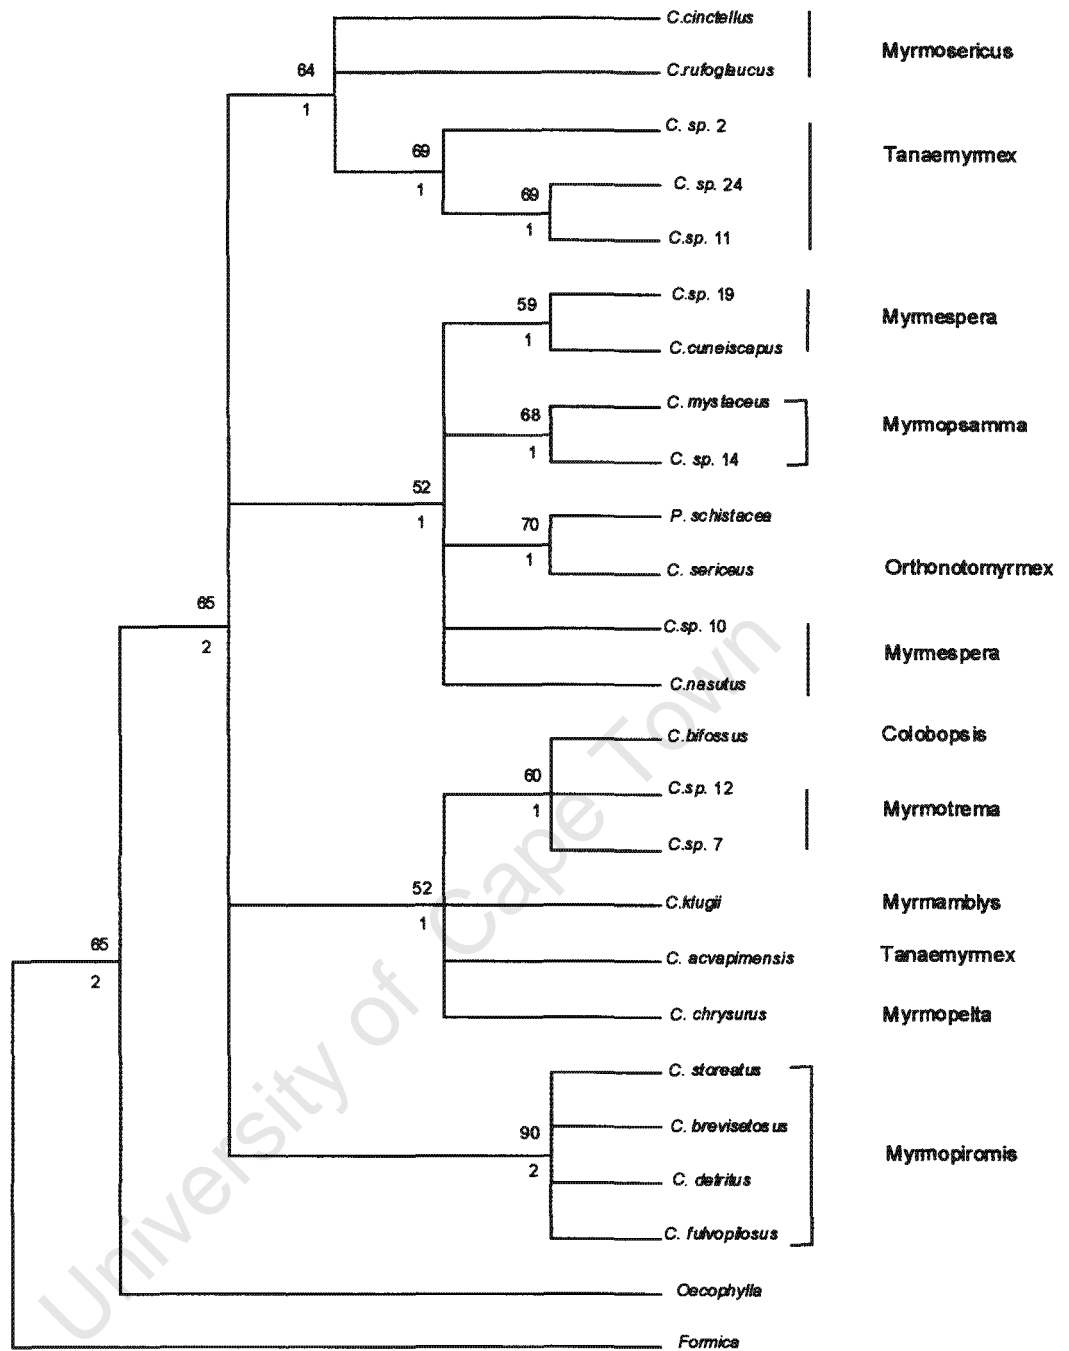 C.cinctellus
Myrmosericus
64
C.rufoglaucus
1
C. sp. 2
69
Tanaemyrmex
1
C. sp. 24
69
1
C.sp. 11
C.sp. 19
59
Myrmespera
1
C.cuneiscapus
C. mystaceus
68
Myrmopsamma
1
C. sp. 14
52
1
P. schistacea
70
1
C. sericeus
Orthonotomyrmex
65
2
C.sp. 10
Myrmespera
C.nasutus
C.bifossus
Colobopsis
60
1
C.sp. 12
Myrmotrema
C.sp. 7
52
1
C.klugii
Myrmamblys
65
2
C. acvapimensis
Tanaemyrmex
C. chrysurus
Myrmopelta
C. storeatus
90
2
C. brevisetosus
Myrmopiromis
C. detritus
C. fulvopilosus
Oecophylla
Formica
University of Cape Town